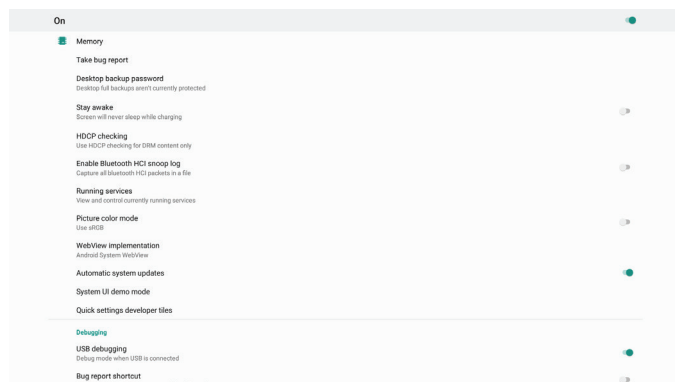 On
Memory
Take bug report
Desktop backup password
Desktop full backups aren't currently protected
Stay awake
Screen will never sleep while charging
HDCP checking
Use HDCP checking for DRM content only
Enable Bluetooth HCI snoop log
Capture all bluetooth HCI packets in a file
Running services
View and control currently running services
Picture color mode
Use sRGB
WebView implementation
Android System WebView
Automatic system updates
System UI demo mode
Quick settings developer tiles
Debugging
USB debugging
Debug mode when USB is connected
Bug report shortcut